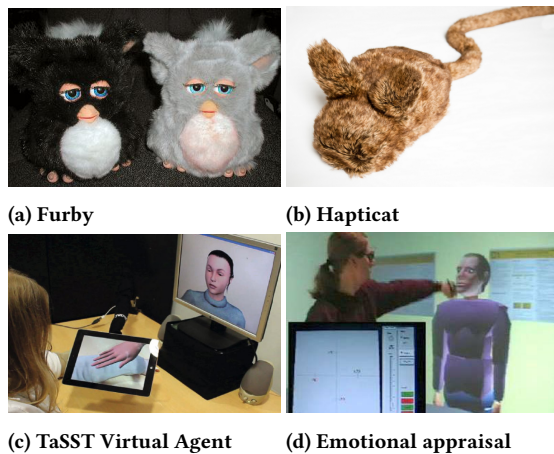 (a) Furby
(b) Hapticat
(c) TaSST Virtual Agent
(d) Emotional appraisal